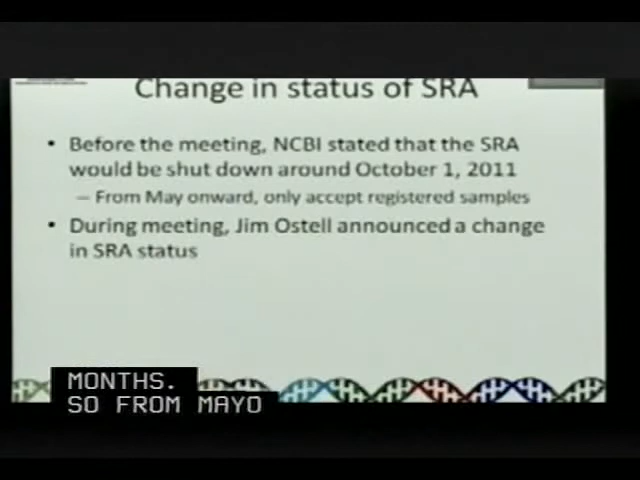 Change in status of SRA
• Before the meeting, NCBI stated that the SRA
would be shut down around October 1, 2011
– From May onward, only accept registered samples
• During meeting, Jim Ostell announced a change
in SRA status
MONTHS.
SO FROM MAYO